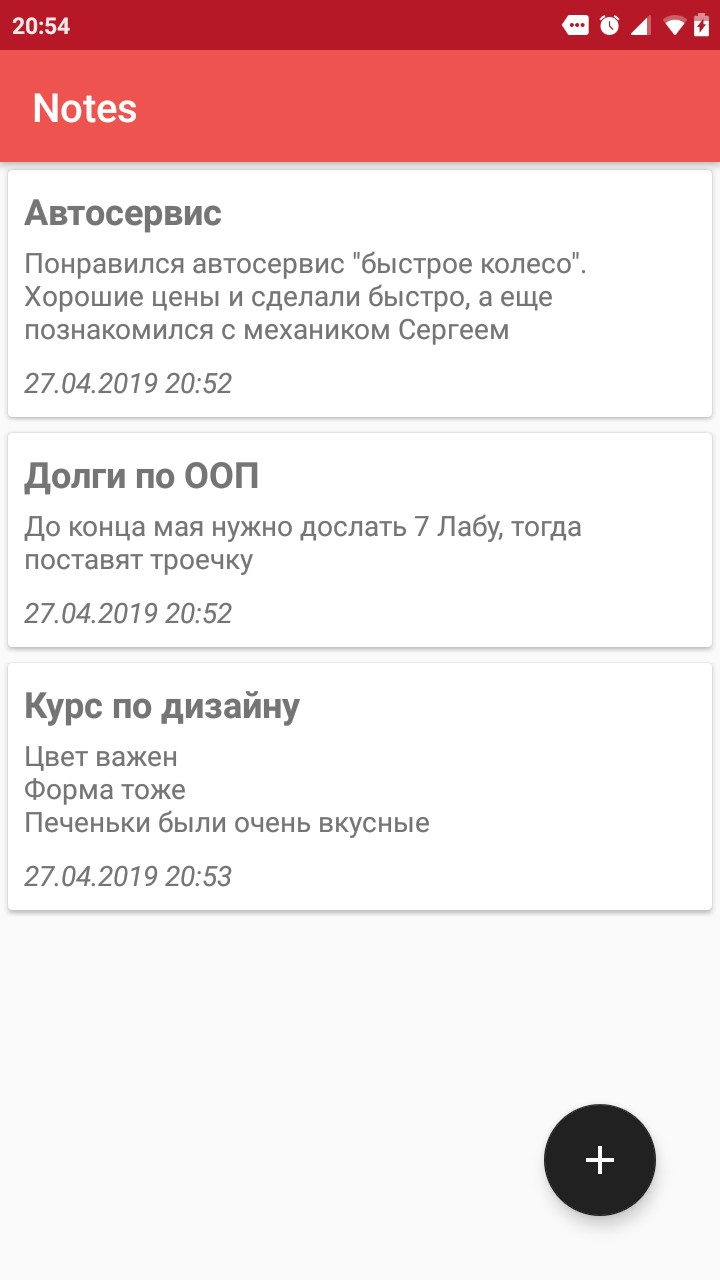 20:54
Notes
Автосервис
Понравился автосервис "быстрое колесо".
Хорошие цены и сделали быстро, а еще
познакомился с механиком Сергеем
27.04.2019 20:52
Долги по ООП
До конца мая нужно дослать 7 Лабу, тогда
поставят троечку
27.04.2019 20:52
Курс по дизайну
Цвет важен
Форма тоже
Печеньки были очень вкусные
27.04.2019 20:53